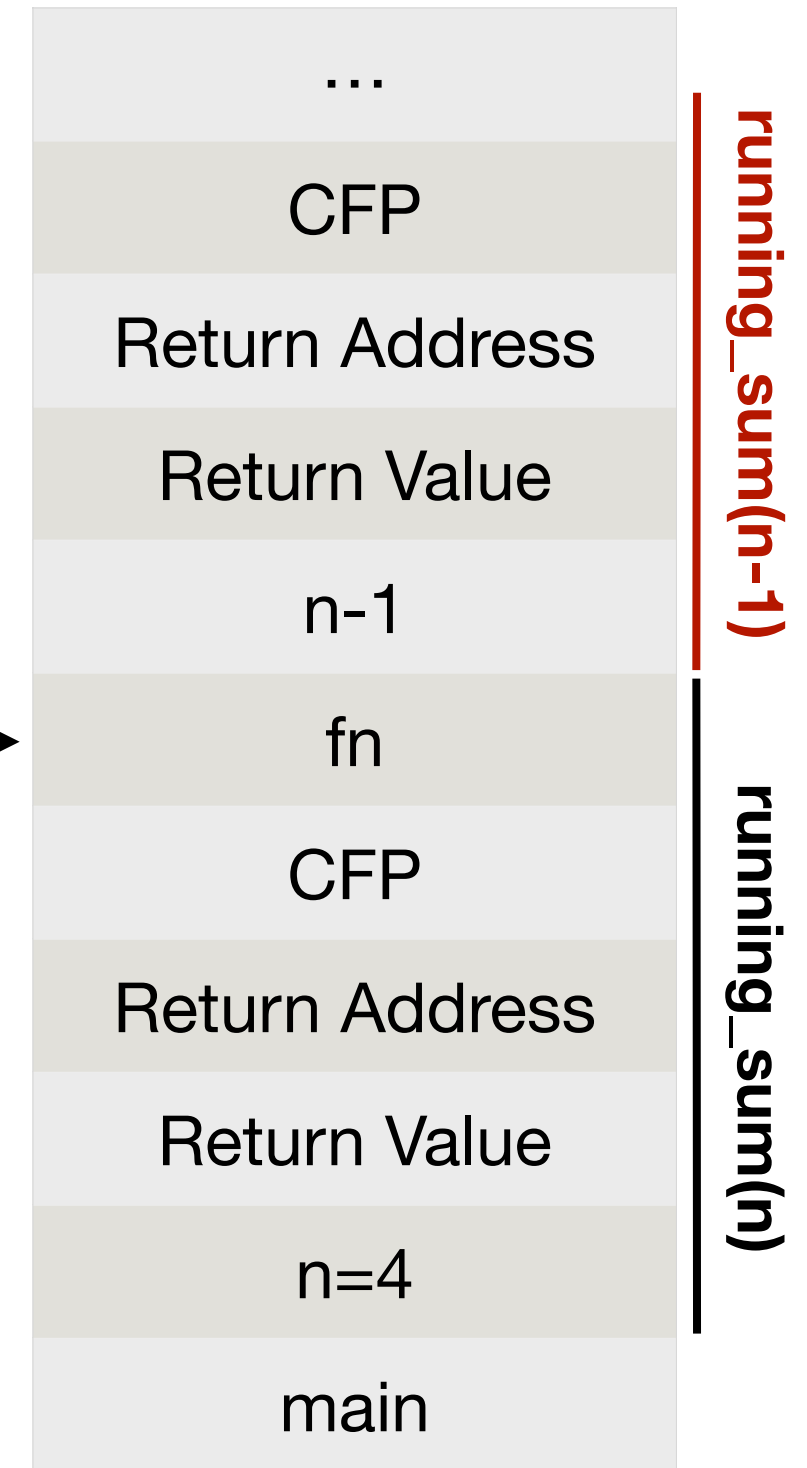 ...
CFP
Return Address
Return Value
n-1
fn
CFP
Return Address
Return Value
n=4
main
running_sum(n-1)
running_sum(n)